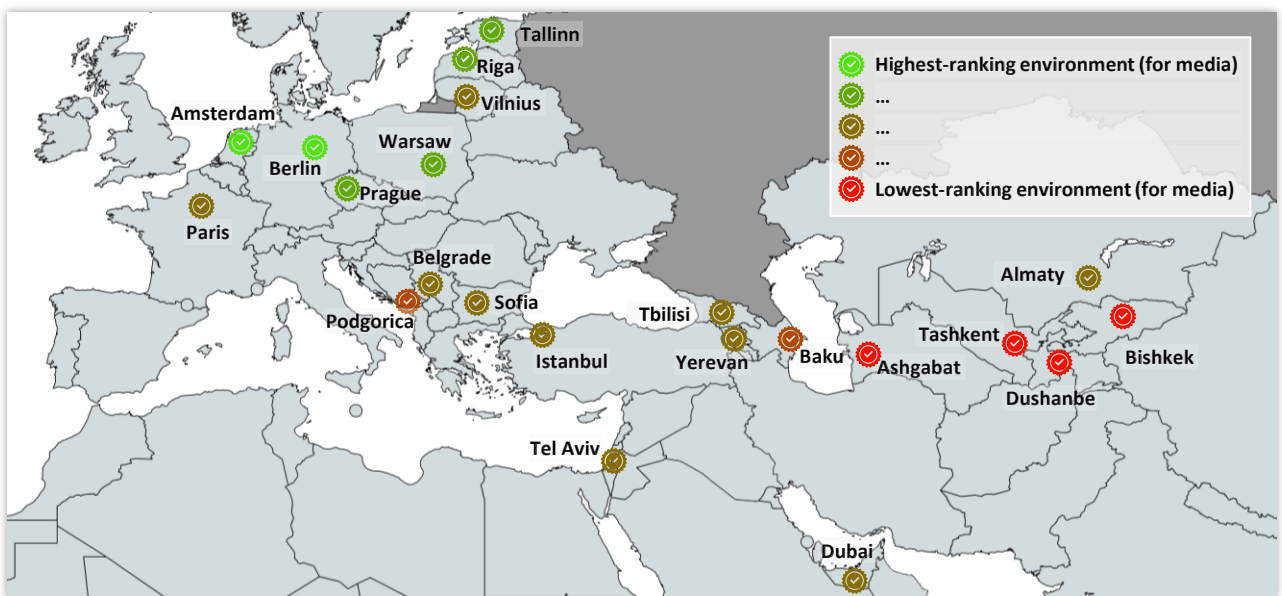 Tallinn
Riga
Vilnius
Amsterdam
Berlin
Warsaw
Prague
Paris
Belgrade
Podgorica
Sofia
Istanbul
Tbilisi
Yerevan
Baku
Ashgabat
Tashkent
Almaty
Bishkek
Dushanbe
Tel Aviv
Dubai
Highest-ranking environment (for media)
...
...
...
Lowest-ranking environment (for media)